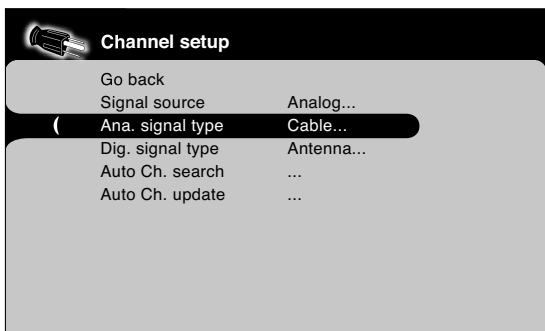 Channel setup
Go back
Signal source Analog...
Ana. signal type Cable...
Dig. signal type Antenna...
Auto Ch. search ...
Auto Ch. update ...